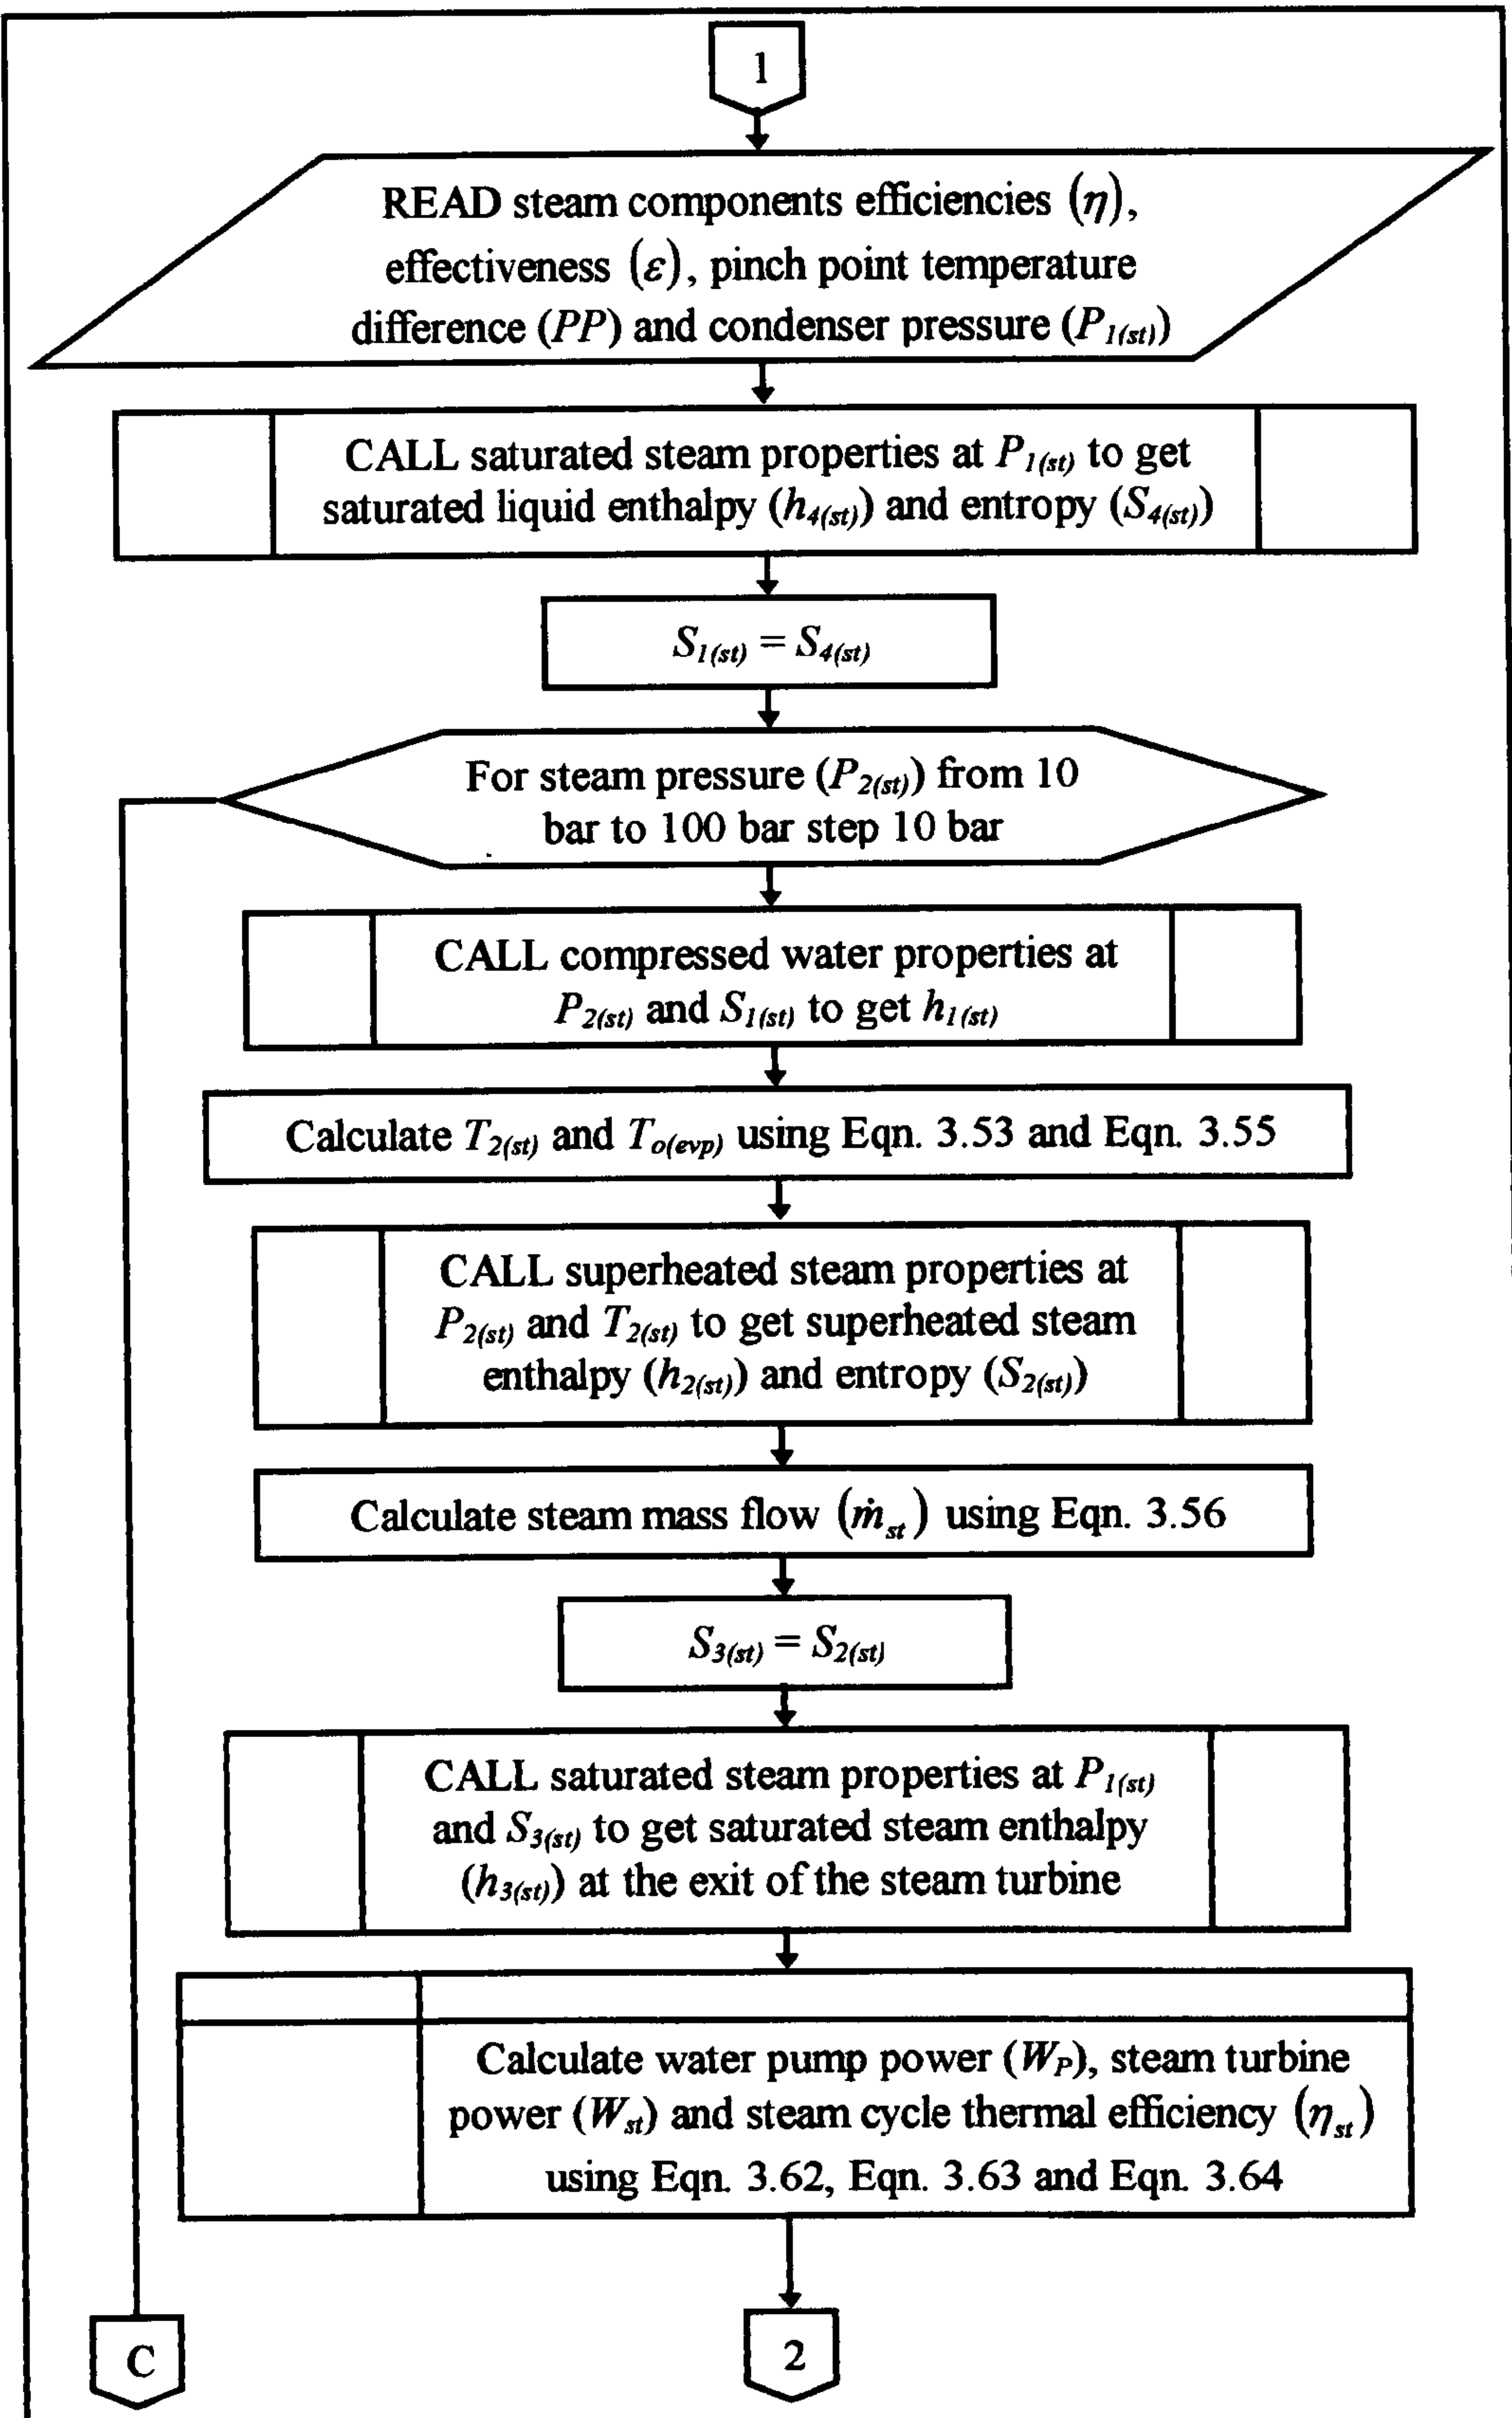 1
READ steam components efficiencies (η),
effectiveness (ε), pinch point temperature
difference (PP) and condenser pressure (P1(st))
CALL saturated steam properties at P1(st) to get
saturated liquid enthalpy (h4(st)) and entropy (S4(st))
S1(st) = S4(st)
For steam pressure (P2(st)) from 10
bar to 100 bar step 10 bar
CALL compressed water properties at
P2(st) and S1(st) to get h1(st)
Calculate T2(st) and To(evp) using Eqn. 3.53 and Eqn. 3.55
CALL superheated steam properties at
P2(st) and T2(st) to get superheated steam
enthalpy (h2(st)) and entropy (S2(st))
Calculate steam mass flow (ṁst) using Eqn. 3.56
S3(st) = S2(st)
CALL saturated steam properties at P1(st)
and S3(st) to get saturated steam enthalpy
(h3(st)) at the exit of the steam turbine
Calculate water pump power (WP), steam turbine
power (Wst) and steam cycle thermal efficiency (ηst)
using Eqn. 3.62, Eqn. 3.63 and Eqn. 3.64
C
2